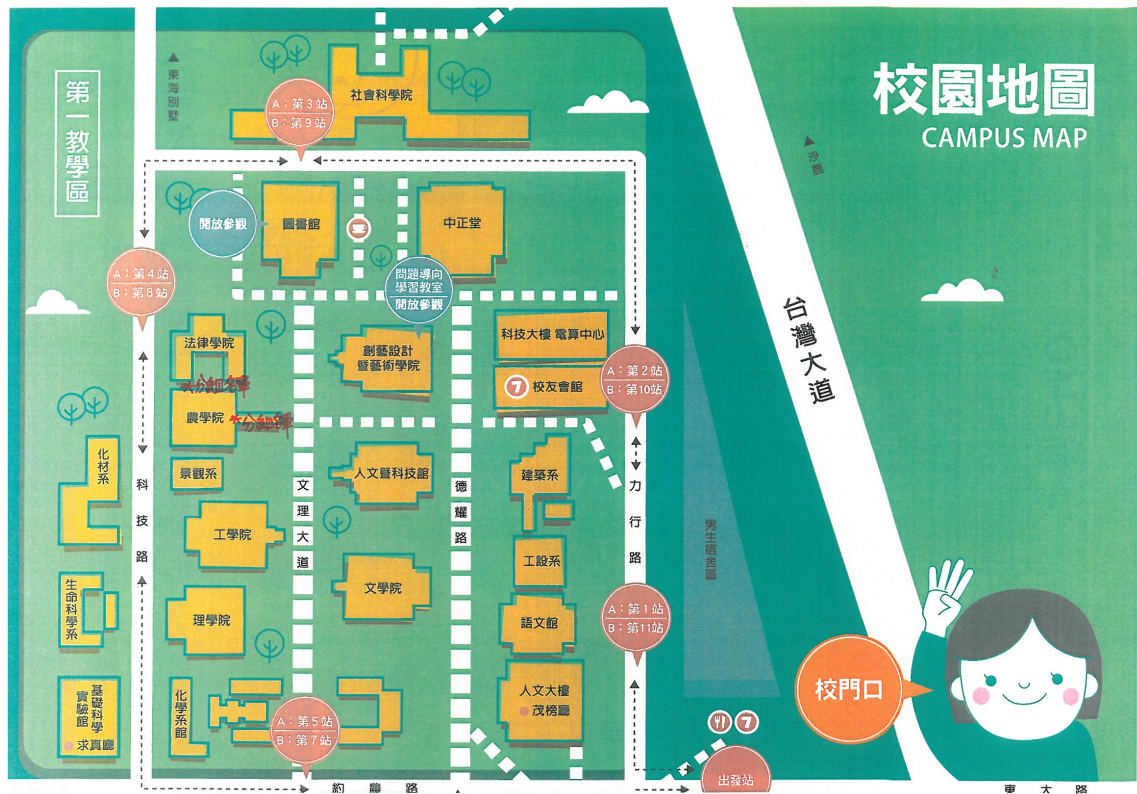 校園地圖
CAMPUS MAP
第一教學區
▲東海別墅
社會科學院
A：第3站
B：第9站
▲沙鹿
開放參觀
圖書館
中正堂
A：第4站
B：第8站
問題導向
學習教室
開放參觀
台灣大道
法律學院
創藝設計
暨藝術學院
科技大樓 電算中心
7 校友會館
A：第2站
B：第10站
農學院
化材系
景觀系
人文暨科技館
建築系
科技路
文理大道
德耀路
力行路
男生宿舍區
工學院
工設系
生命科學系
理學院
文學院
語文館
A：第1站
B：第11站
基礎科學
實驗館
求真廳
化學系館
A：第5站
B：第7站
人文大樓
茂榜廳
校門口
7
出發站
約農路
東大路